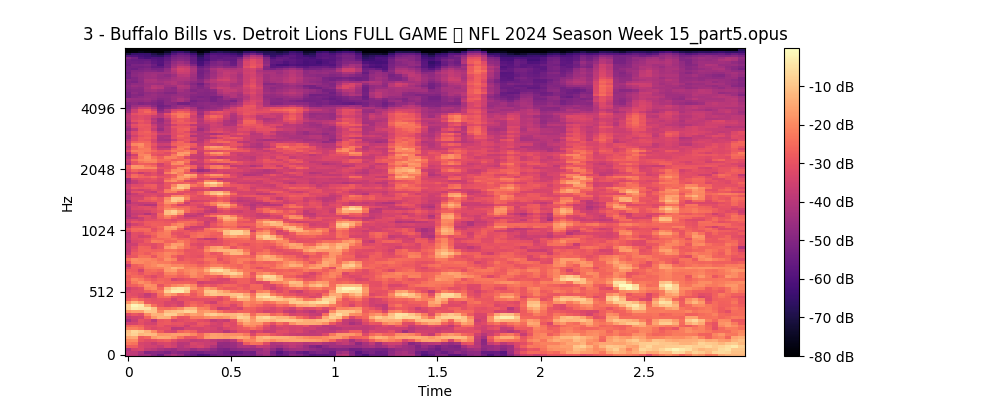 3 - Buffalo Bills vs. Detroit Lions FULL GAME ▯ NFL 2024 Season Week 15_part5.opus
Hz
4096
2048
1024
512
0
0
0.5
1
1.5
2
2.5
Time
-10 dB
-20 dB
-30 dB
-40 dB
-50 dB
-60 dB
-70 dB
-80 dB